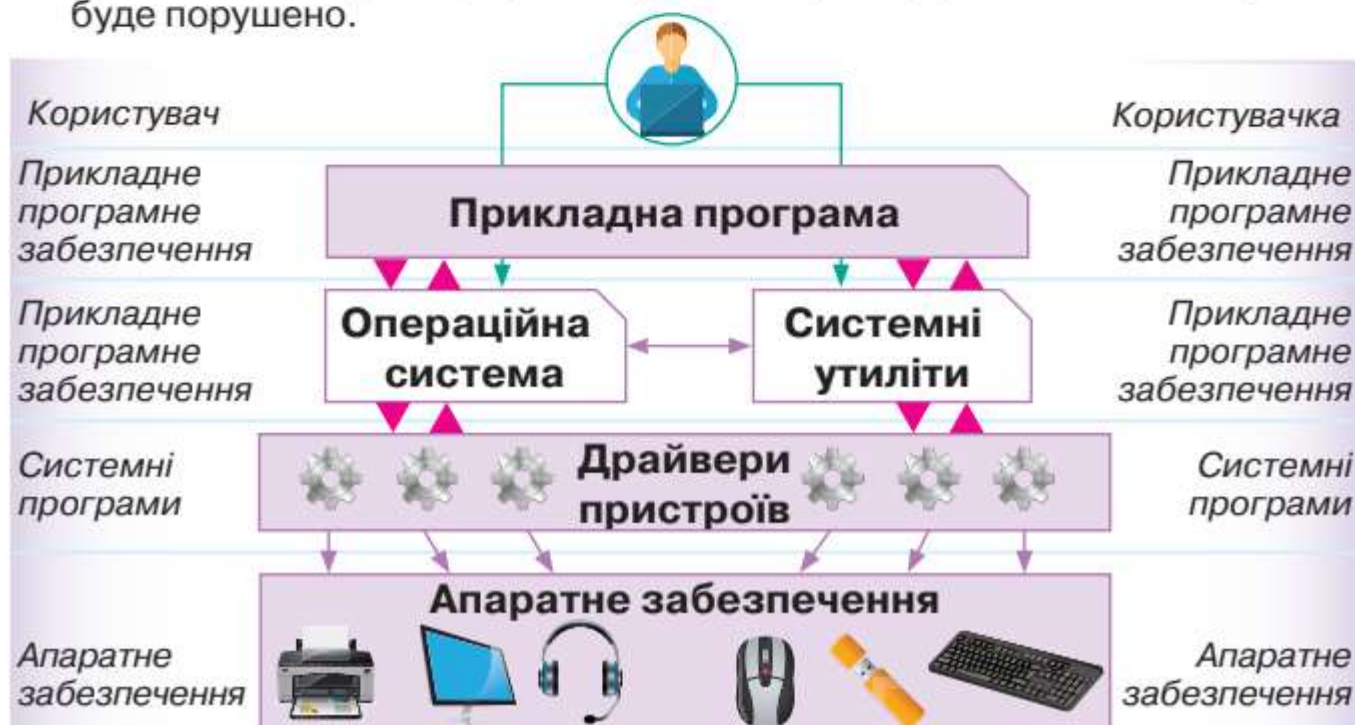 буде порушено.
Користувач
Користувачка
Прикладне
програмне
забезпечення
Прикладна програма
Прикладне
програмне
забезпечення
Прикладне
програмне
забезпечення
Операційна
система
Системні
утиліти
Прикладне
програмне
забезпечення
Системні
програми
Драйвери
пристроїв
Системні
програми
Апаратне забезпечення
Апаратне
забезпечення
Апаратне
забезпечення